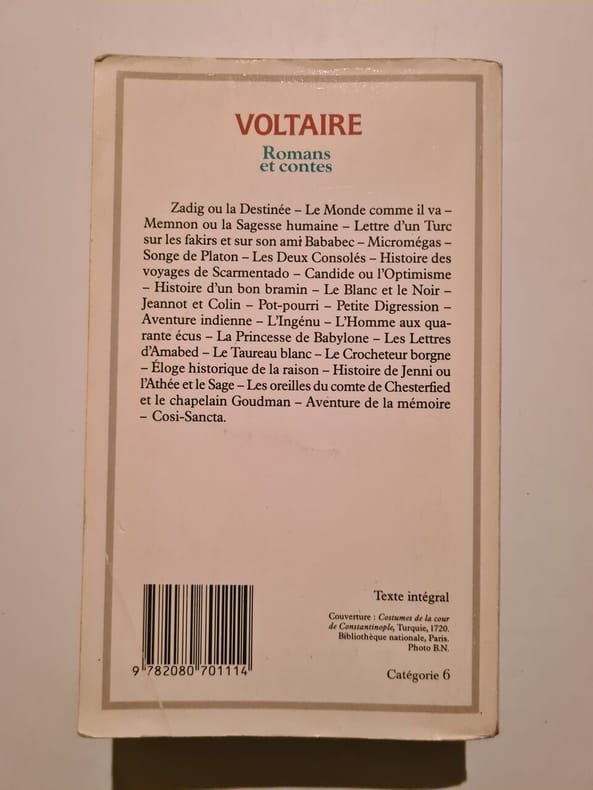 VOLTAIRE
Romans
et contes
Zadig ou la Destinée – Le Monde comme il va –
Memnon ou la Sagesse humaine – Lettre d'un Turc
sur les fakirs et sur son ami Bababec – Micromégas –
Songe de Platon – Les Deux Consolés – Histoire des
voyages de Scarmentado – Candide ou l'Optimisme
– Histoire d'un bon bramin – Le Blanc et le Noir –
Jeannot et Colin – Pot-pourri – Petite Digression –
Aventure indienne – L'Ingénu – L'Homme aux qua-
rante écus – La Princesse de Babylone – Les Lettres
d'Amabed – Le Taureau blanc – Le Crocheteur borgne
– Éloge historique de la raison – Histoire de Jenni ou
l'Athée et le Sage – Les oreilles du comte de Chesterfied
et le chapelain Goudman – Aventure de la mémoire
– Cosi-Sancta.
Texte intégral
Couverture : Costumes de la cour
de Constantinople, Turquie, 1720.
Bibliothèque nationale, Paris.
Photo B.N.
9 782080 701114
Catégorie 6